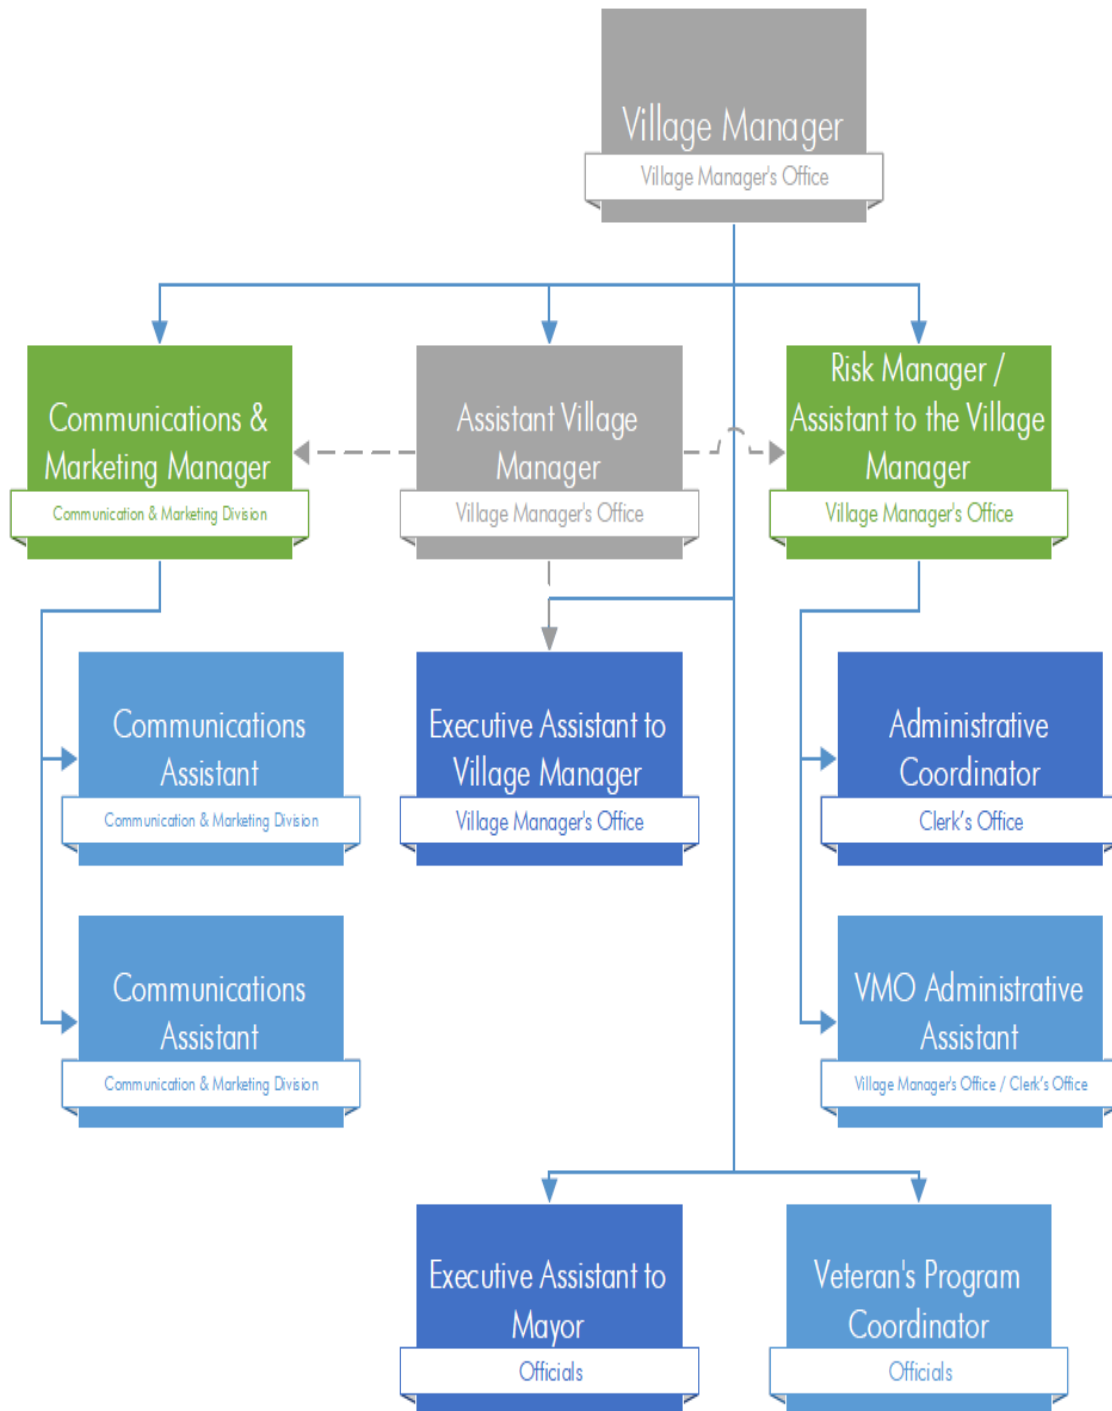 Village Manager
Village Manager's Office
Communications &
Marketing Manager
Communication & Marketing Division
Assistant Village
Manager
Village Manager's Office
Risk Manager /
Assistant to the Village
Manager
Village Manager's Office
Communications
Assistant
Communication & Marketing Division
Executive Assistant to
Village Manager
Village Manager's Office
Administrative
Coordinator
Clerk’s Office
Communications
Assistant
Communication & Marketing Division
VMO Administrative
Assistant
Village Manager's Office / Clerk’s Office
Executive Assistant to
Mayor
Officials
Veteran's Program
Coordinator
Officials